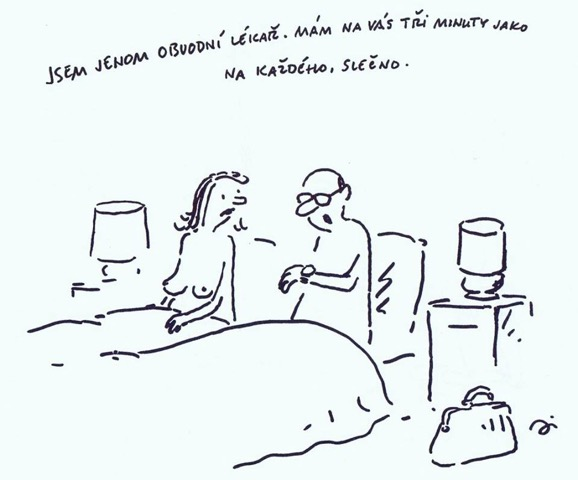 JSEM JENOM OBVODNÍ LÉKAŘ. MÁM NA VÁS TŘI MINUTY JAKO
NA KAŽDÉHO, SLEČNO.